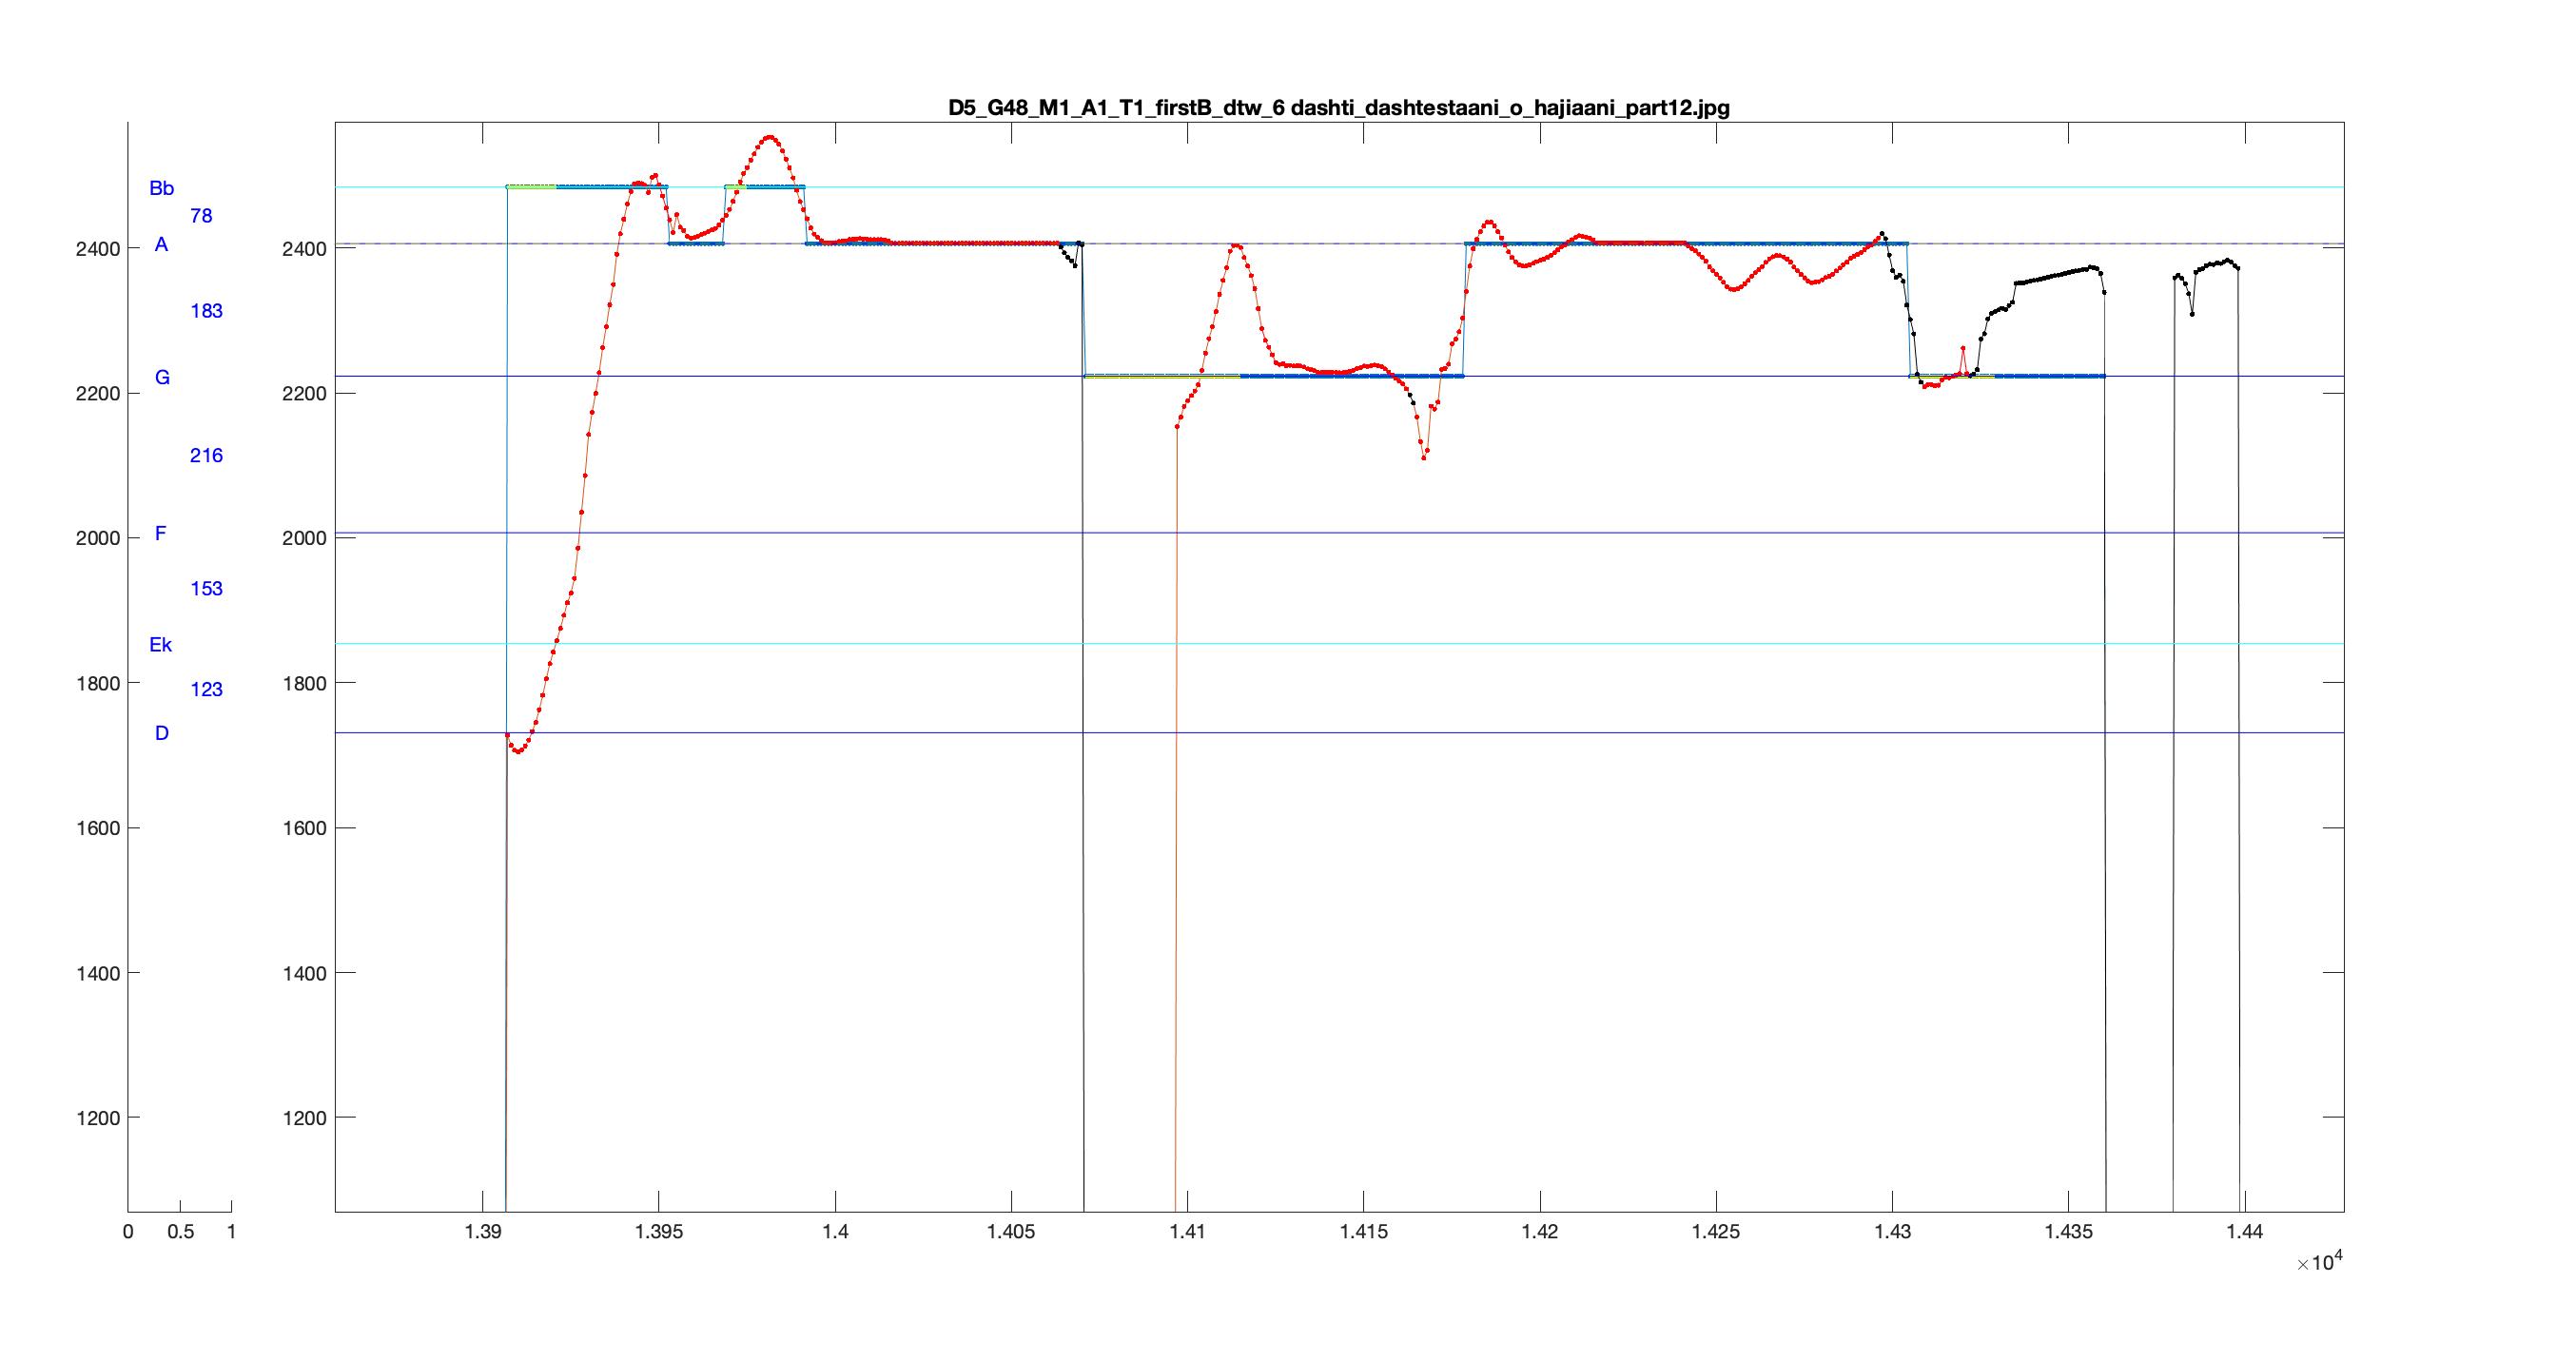 D5_G48_M1_A1_T1_firstB_dtw_6 dashti_dashtestaani_o_hajiaani_part12.jpg
Bb
78
2400 A 2400
183
G
2200 2200
216
2000 F 2000
153
Ek
1800 123 1800
D
1600 1600
1400 1400
1200 1200
0 0.5 1 1.39 1.395 1.4 1.405 1.41 1.415 1.42 1.425 1.43 1.435 1.44
×10⁴